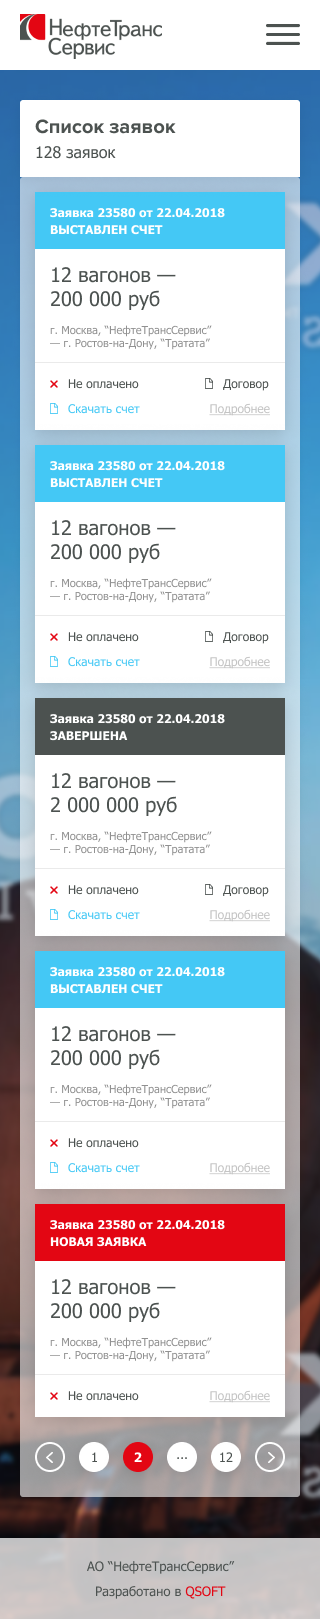 НефтеТранс
Сервис
Список заявок
128 заявок
Заявка 23580 от 22.04.2018
ВЫСТАВЛЕН СЧЕТ
12 вагонов —
200 000 руб
г. Москва, “НефтеТрансСервис”
— г. Ростов-на-Дону, “Тратата”
Не оплачено Договор
Скачать счет Подробнее
Заявка 23580 от 22.04.2018
ВЫСТАВЛЕН СЧЕТ
12 вагонов —
200 000 руб
г. Москва, “НефтеТрансСервис”
— г. Ростов-на-Дону, “Тратата”
Не оплачено Договор
Скачать счет Подробнее
Заявка 23580 от 22.04.2018
ЗАВЕРШЕНА
12 вагонов —
2 000 000 руб
г. Москва, “НефтеТрансСервис”
— г. Ростов-на-Дону, “Тратата”
Не оплачено Договор
Скачать счет Подробнее
Заявка 23580 от 22.04.2018
ВЫСТАВЛЕН СЧЕТ
12 вагонов —
200 000 руб
г. Москва, “НефтеТрансСервис”
— г. Ростов-на-Дону, “Тратата”
Не оплачено
Скачать счет Подробнее
Заявка 23580 от 22.04.2018
НОВАЯ ЗАЯВКА
12 вагонов —
200 000 руб
г. Москва, “НефтеТрансСервис”
— г. Ростов-на-Дону, “Тратата”
Не оплачено Подробнее
1 2 ... 12
АО “НефтеТрансСервис”
Разработано в QSOFT